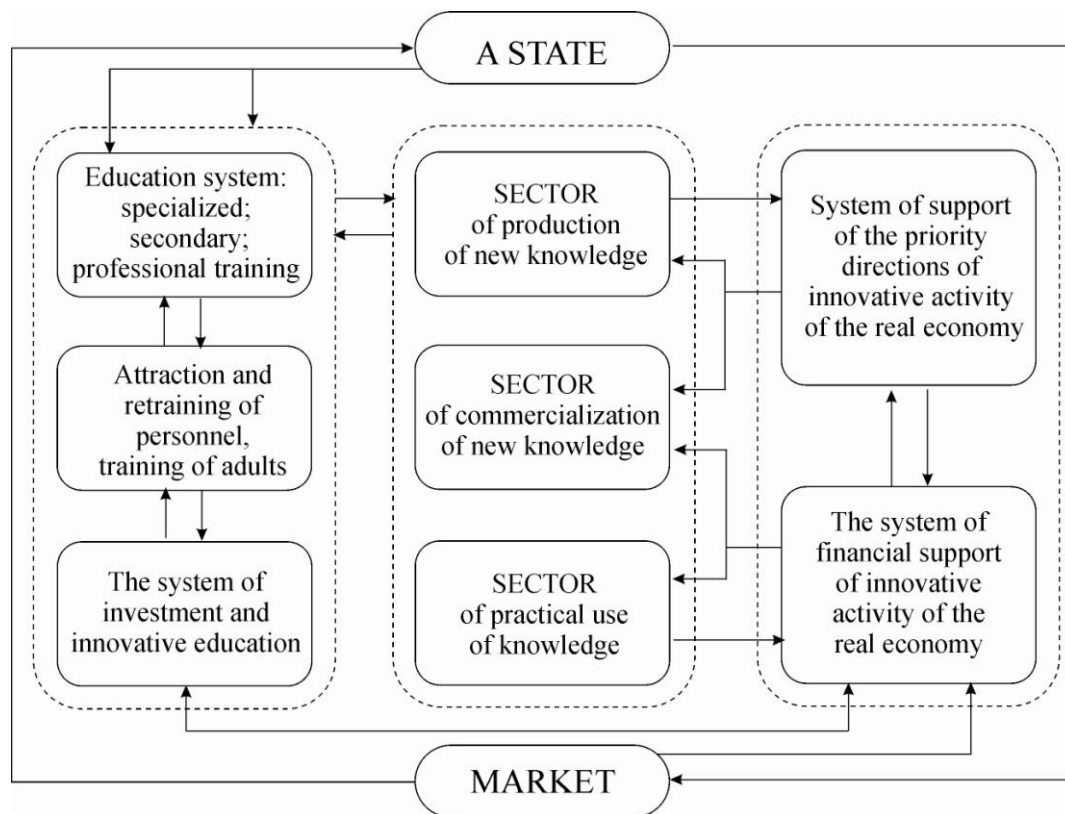 A STATE
Education system:
specialized;
secondary;
professional training
Attraction and
retraining of
personnel,
training of adults
The system of
investment and
innovative education
SECTOR
of production
of new knowledge
SECTOR
of commercialization
of new knowledge
SECTOR
of practical use
of knowledge
System of support
of the priority
directions of
innovative activity
of the real economy
The system of
financial support
of innovative
activity of the
real economy
MARKET